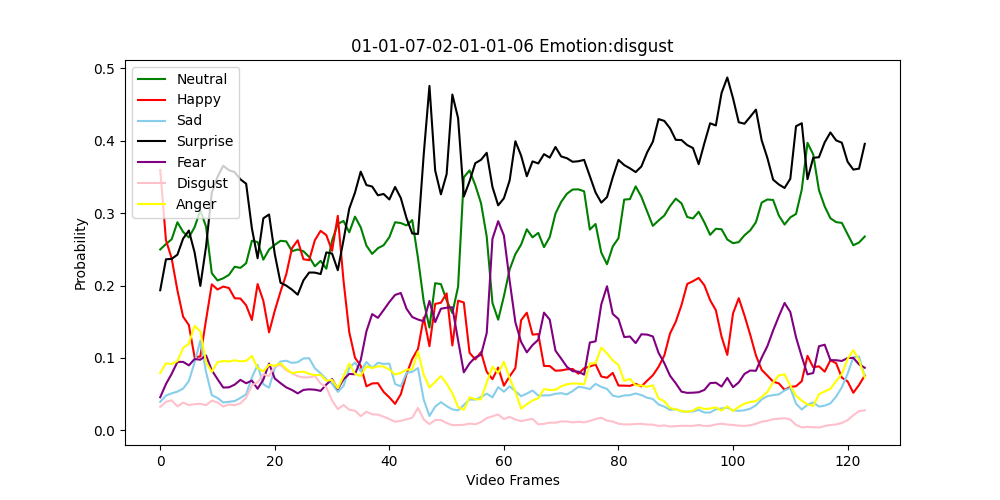 01-01-07-02-01-01-06 Emotion:disgust
Neutral
Happy
Sad
Surprise
Fear
Disgust
Anger
0.5
0.4
0.3
0.2
0.1
0.0
Probability
0 20 40 60 80 100 120
Video Frames